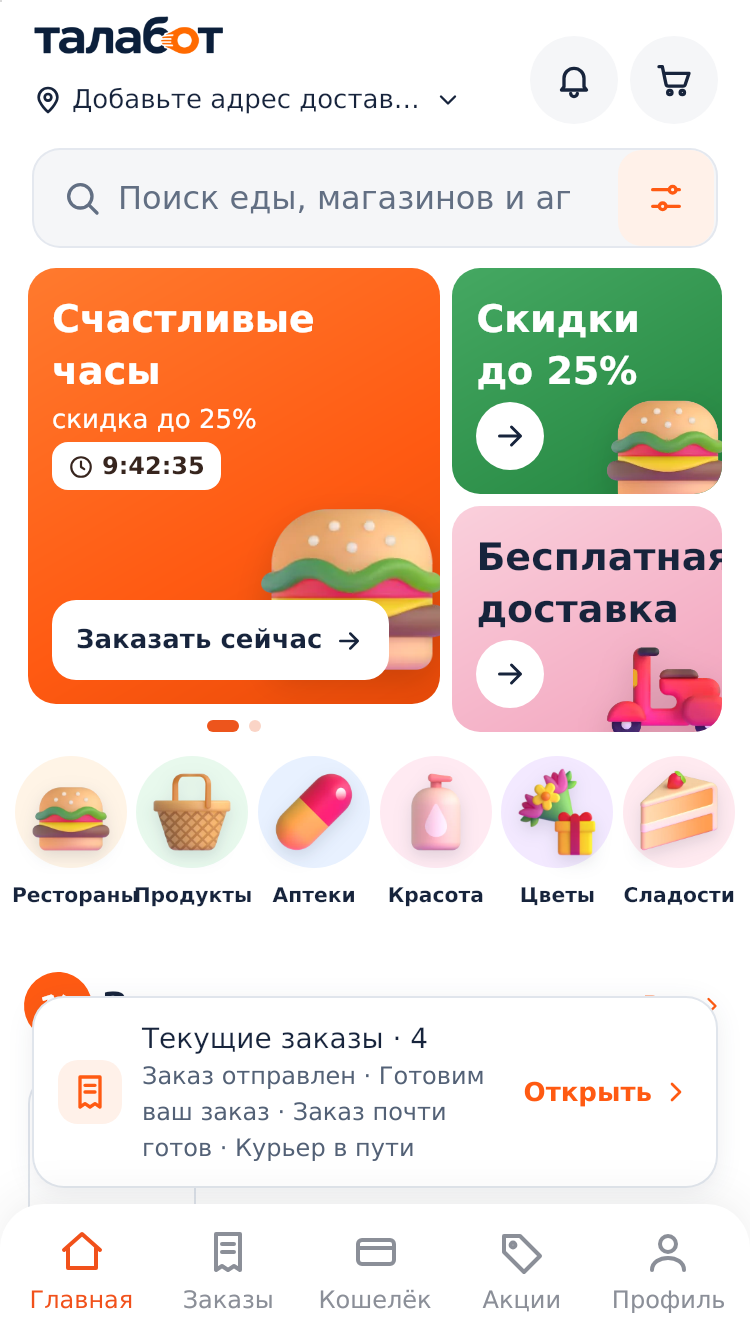 талабот
Добавьте адрес достав...
Поиск еды, магазинов и аг
Счастливые
часы
скидка до 25%
9:42:35
Заказать сейчас
Скидки
до 25%
Бесплатная
доставка
Рестораны
Продукты
Аптеки
Красота
Цветы
Сладости
Текущие заказы · 4
Заказ отправлен · Готовим
ваш заказ · Заказ почти
готов · Курьер в пути
Открыть
Главная
Заказы
Кошелёк
Акции
Профиль